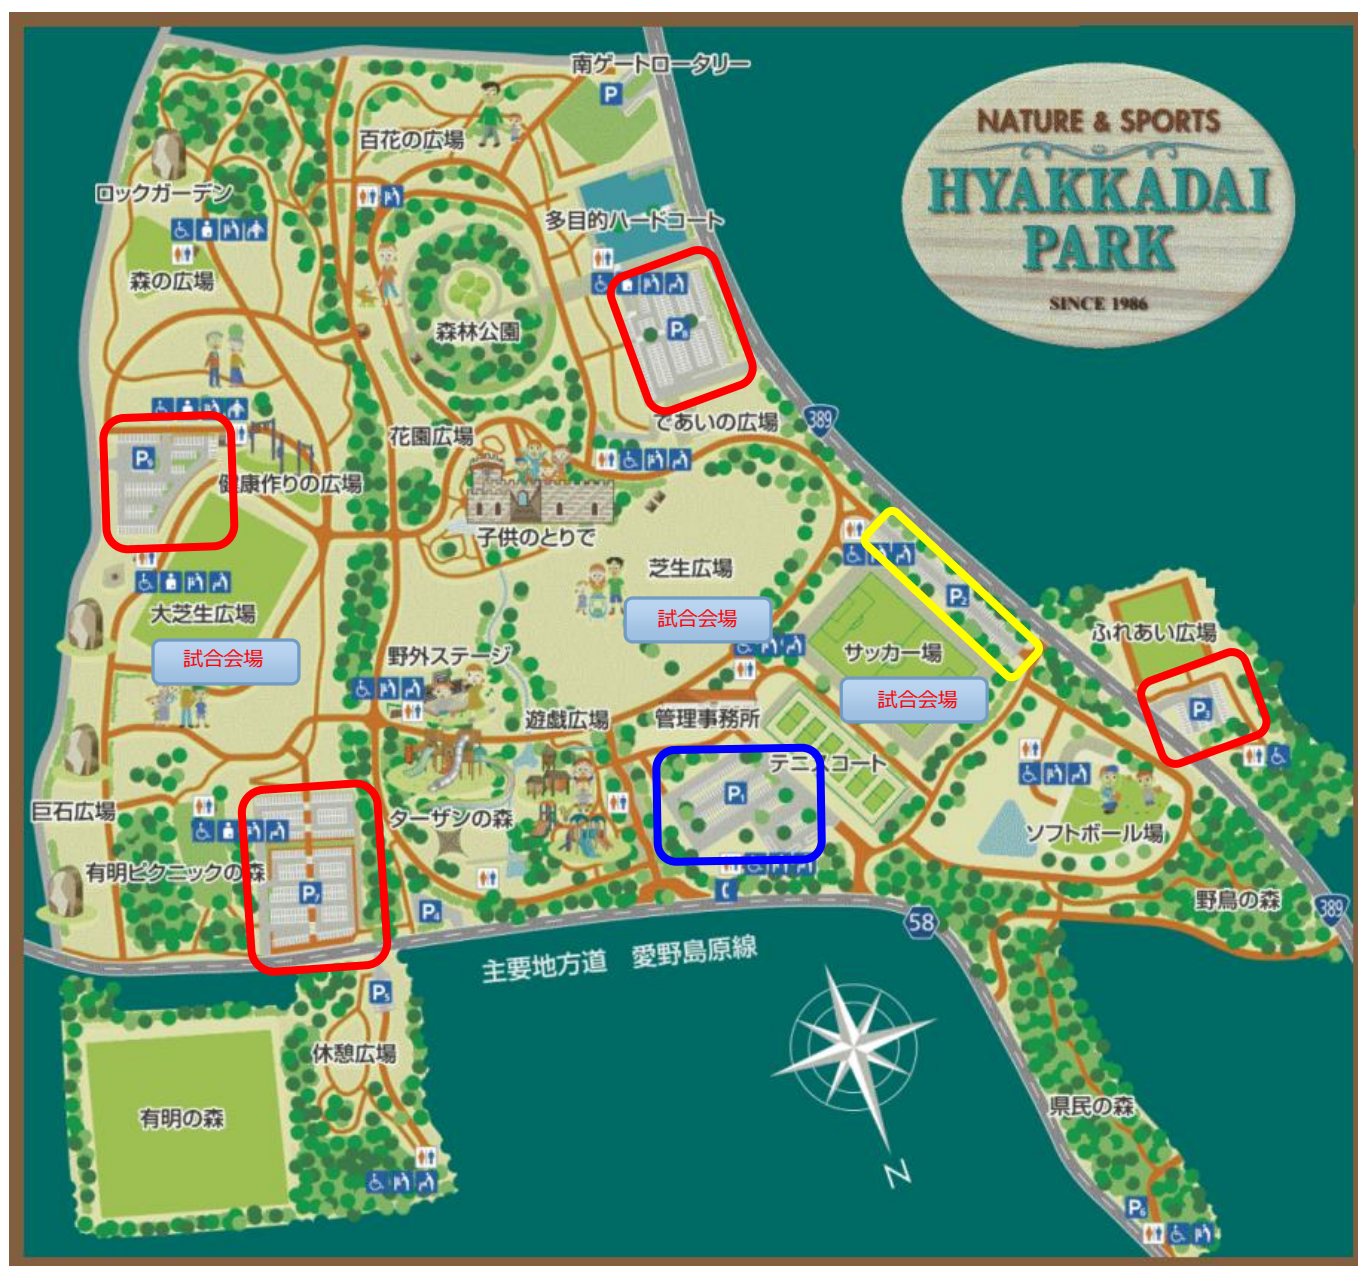 南ゲートロータリー
P
NATURE & SPORTS
HYAKKADAI
PARK
SINCE 1986
百花の広場
ロックガーデン
多目的ハードコート
森の広場
森林公園
P8
であいの広場
389
花園広場
P9
健康作りの広場
子供のとりで
芝生広場
P2
大芝生広場
試合会場
試合会場
ふれあい広場
サッカー場
試合会場
野外ステージ
P3
遊戯広場
管理事務所
テニスコート
P1
巨石広場
ターザンの森
ソフトボール場
有明ピクニックの森
P7
P4
野鳥の森
389
58
主要地方道 愛野島原線
P5
休憩広場
有明の森
県民の森
N
P6